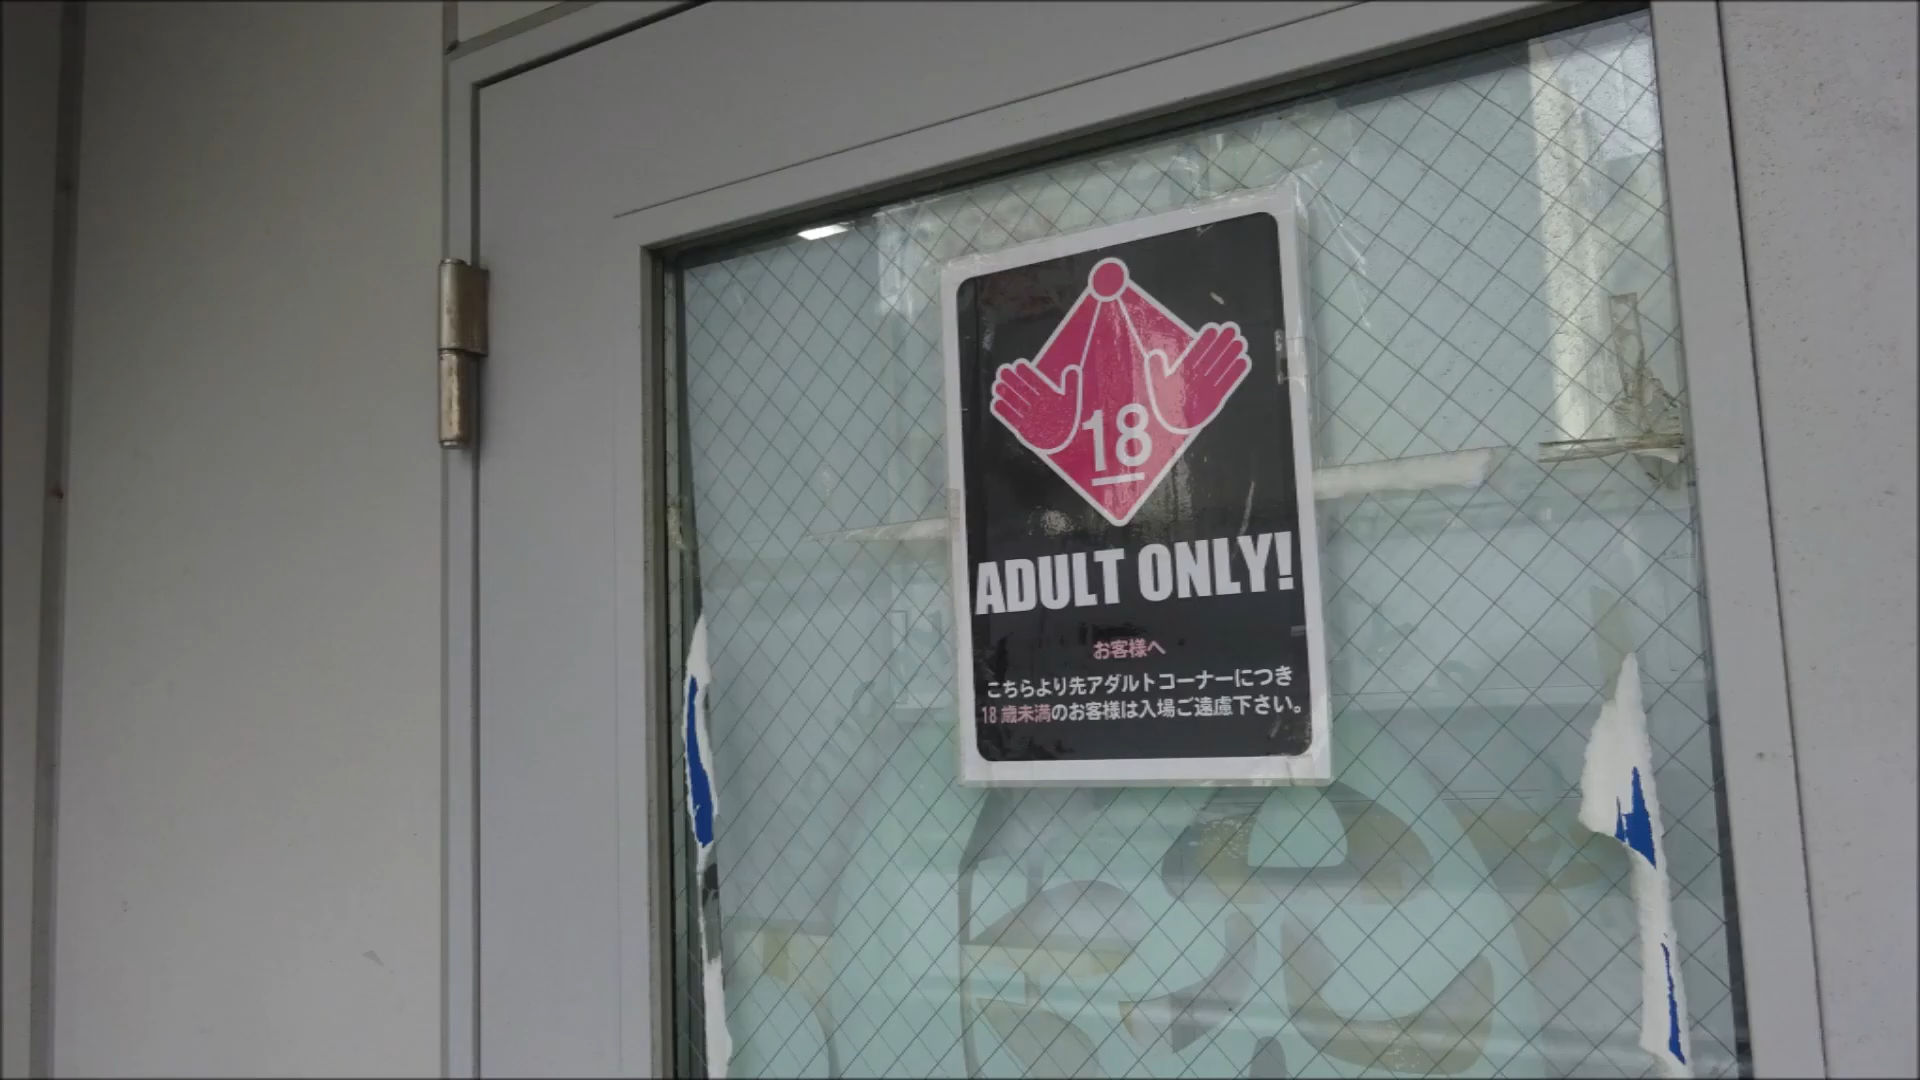 18
ADULT ONLY!
お客様へ
こちらより先アダルトコーナーにつき
18歳未満のお客様は入場ご遠慮下さい。